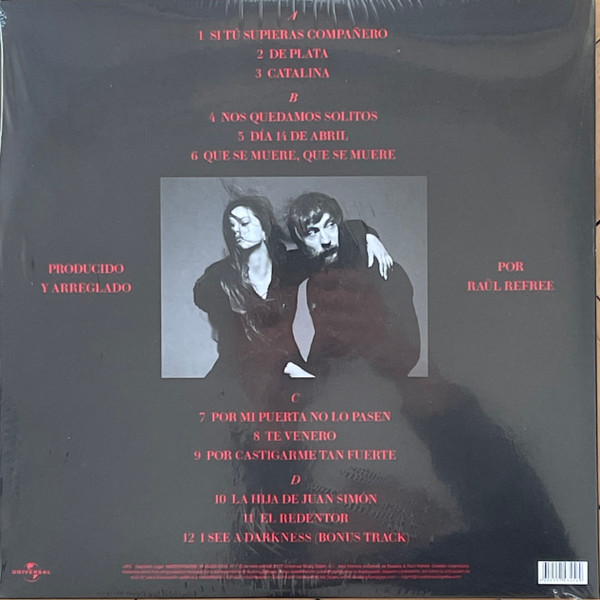 A
1 SI TÚ SUPIERAS COMPAÑERO
2 DE PLATA
3 CATALINA
B
4 NOS QUEDAMOS SOLITOS
5 DÍA 14 DE ABRIL
6 QUE SE MUERE, QUE SE MUERE
PRODUCIDO
Y ARREGLADO
POR
RAÜL REFREE
C
7 POR MI PUERTA NO LO PASEN
8 TE VENERO
9 POR CASTIGARME TAN FUERTE
D
10 LA HIJA DE JUAN SIMÓN
11 EL REDENTOR
12 I SEE A DARKNESS (BONUS TRACK)
UNIVERSAL